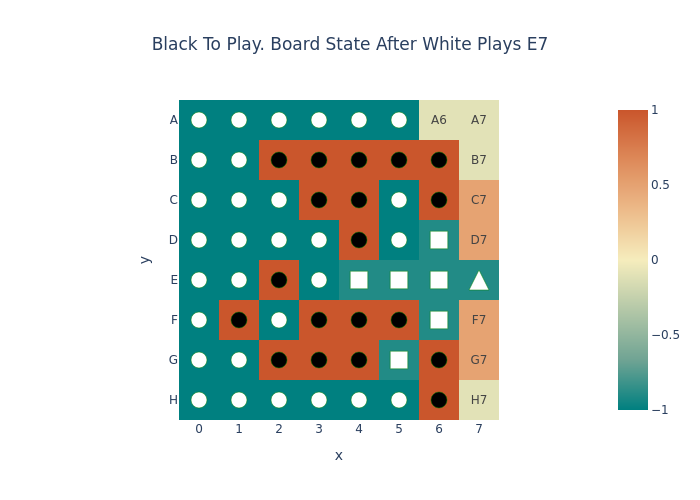 Black To Play. Board State After White Plays E7
A A6 A7
B B7
C C7
D D7
E
F F7
G G7
H H7
0 1 2 3 4 5 6 7
x
y
1
0.5
0
−0.5
−1